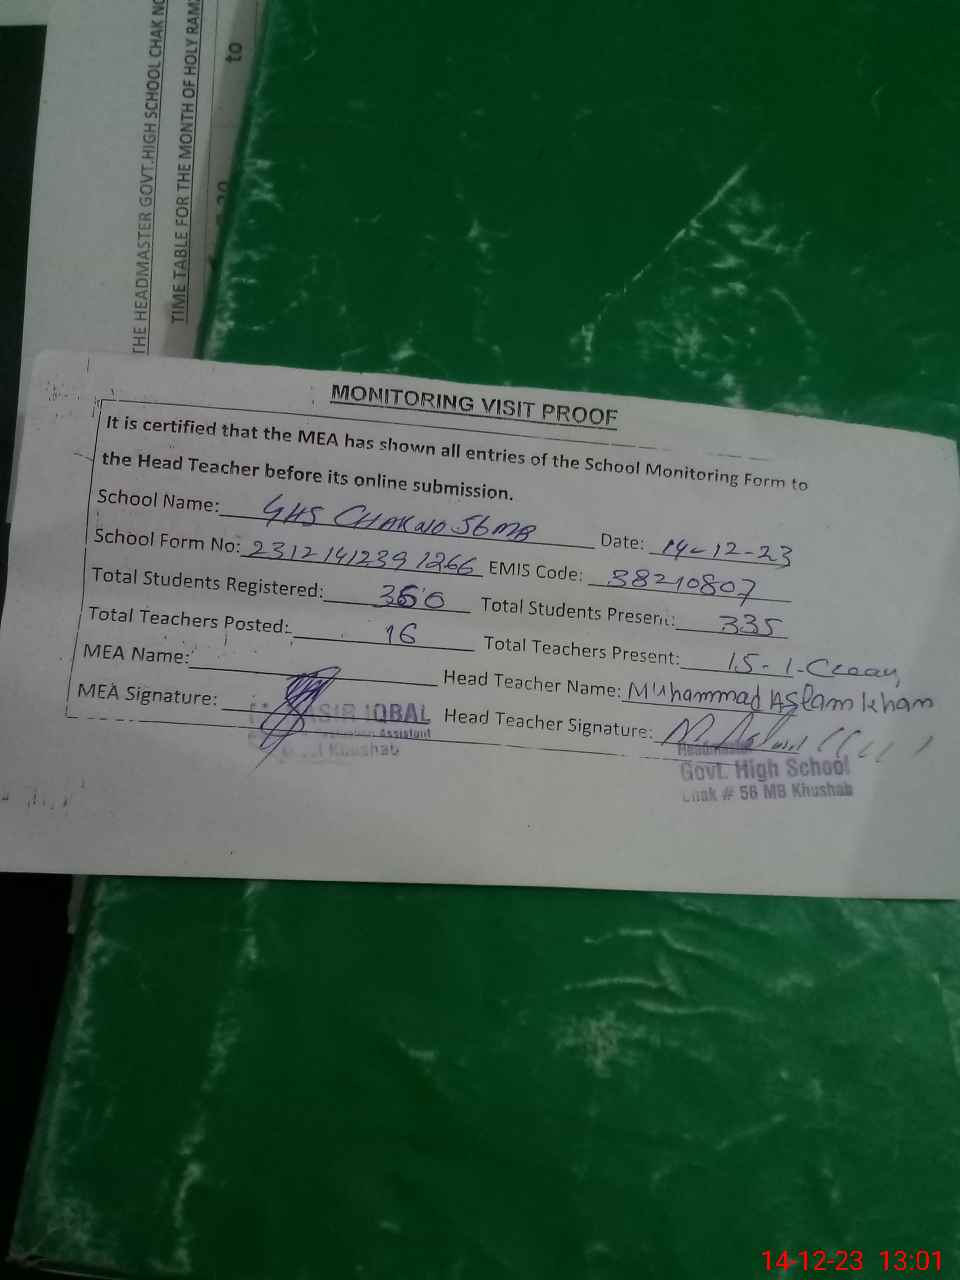 THE HEADMASTER GOVT.HIGH SCHOOL CHAK NO
TIME TABLE FOR THE MONTH OF HOLY RAM
to
MONITORING VISIT PROOF
It is certified that the MEA has shown all entries of the School Monitoring Form to
the Head Teacher before its online submission.
School Name: GHS CHAK NO 56 MB Date: 14-12-23
School Form No: 2312141239 1266 EMIS Code: 38210807
Total Students Registered: 360 Total Students Present: 335
Total Teachers Posted: 16 Total Teachers Present: 15-1-
MEA Name: Head Teacher Name: Muhammad Aslam Khan
MEA Signature: Head Teacher Signature:
ASIR IQBAL
Assistant
Khushab
Headmaster
Govt. High School
Chak # 56 MB Khushab
14-12-23 13:01